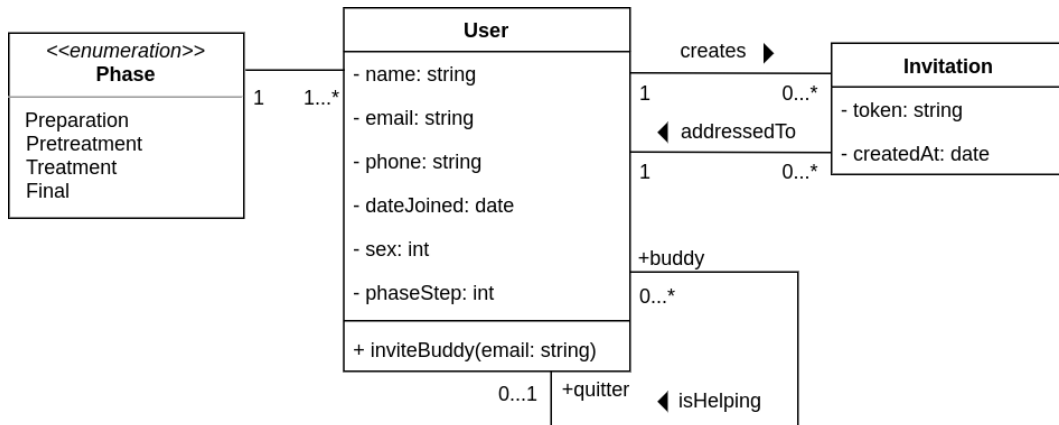 <<enumeration>>
Phase
Preparation
Pretreatment
Treatment
Final
1
1...*
User
- name: string
- email: string
- phone: string
- dateJoined: date
- sex: int
- phaseStep: int
+ inviteBuddy(email: string)
creates
1
0...*
addressedTo
1
0...*
Invitation
- token: string
- createdAt: date
+buddy
0...*
0...1
+quitter
isHelping